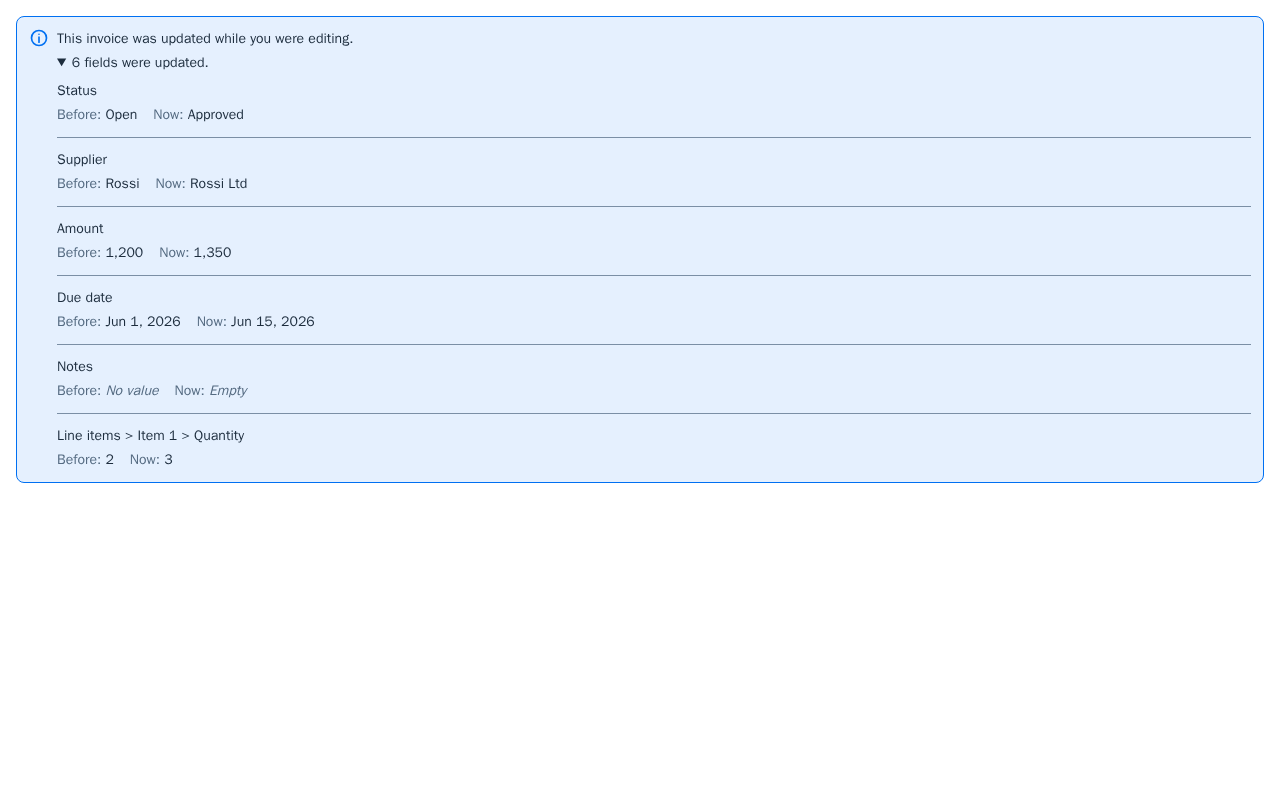 This invoice was updated while you were editing.
6 fields were updated.
Status
Before: Open Now: Approved
Supplier
Before: Rossi Now: Rossi Ltd
Amount
Before: 1,200 Now: 1,350
Due date
Before: Jun 1, 2026 Now: Jun 15, 2026
Notes
Before: No value Now: Empty
Line items > Item 1 > Quantity
Before: 2 Now: 3